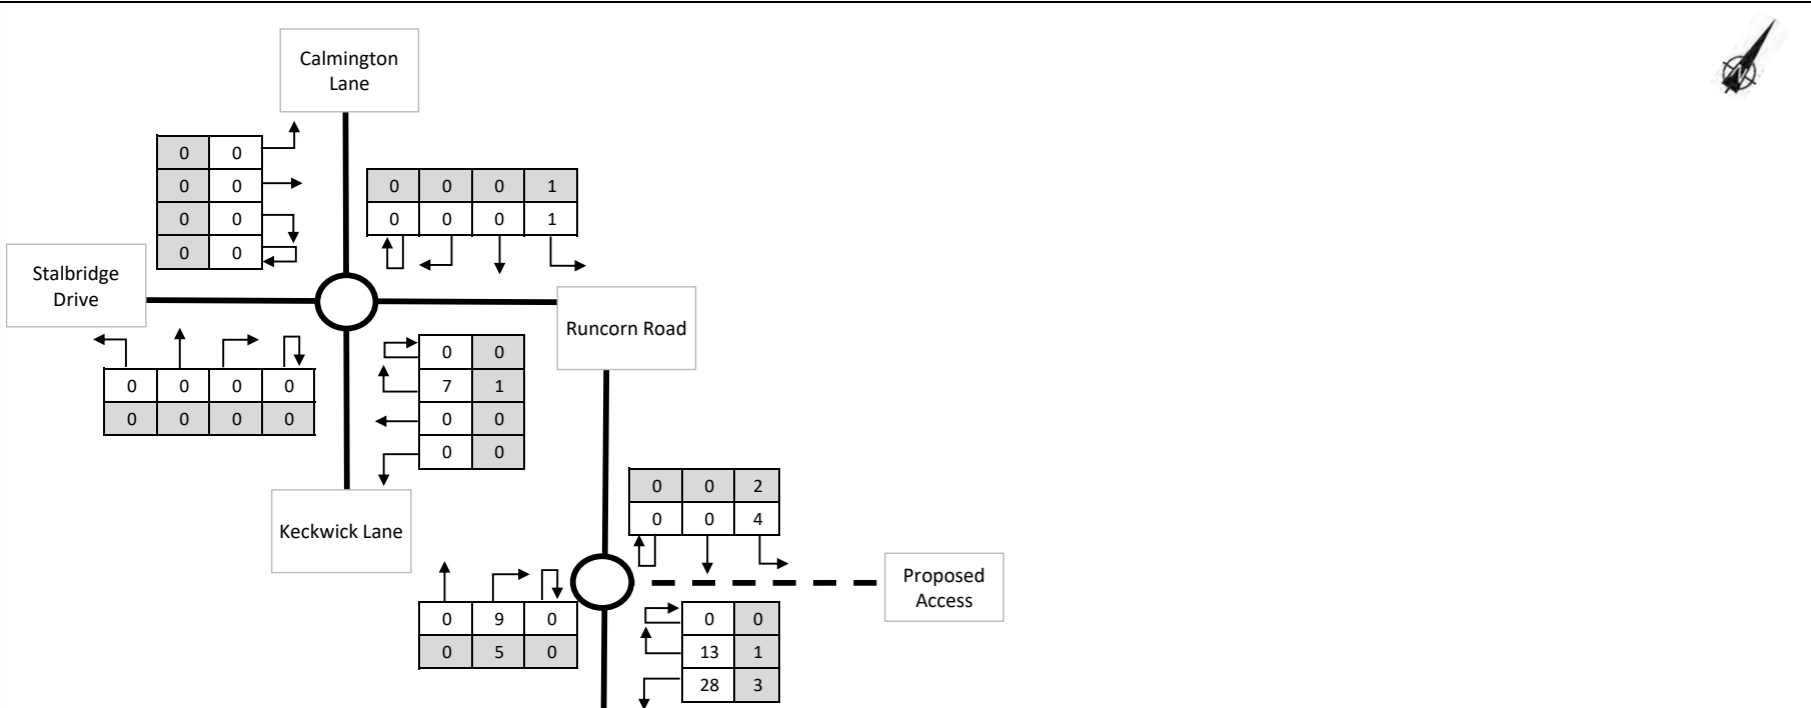 Calmington
Lane
0 0
0 0
0 0
0 0
0 0 0 1
0 0 0 1
Stalbridge
Drive
Runcorn Road
0 0 0 0
0 0 0 0
0 0
7 1
0 0
0 0
Keckwick Lane
0 0 2
0 0 4
Proposed
Access
0 9 0
0 5 0
0 0
13 1
28 3
N